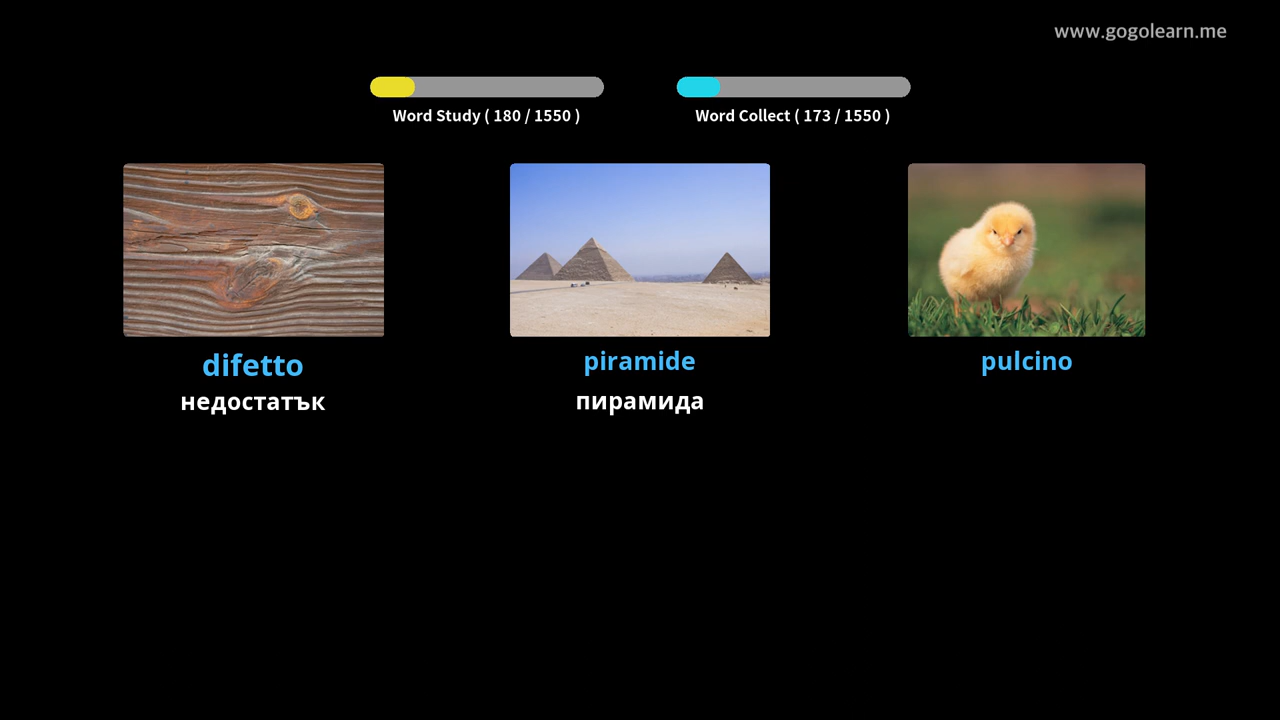 www.gogolearn.me
Word Study ( 180 / 1550 )
Word Collect ( 173 / 1550 )
difetto
недостатък
piramide
пирамида
pulcino